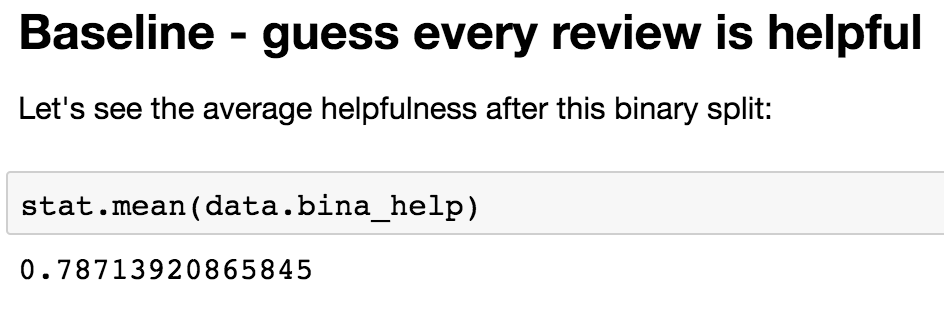 Baseline - guess every review is helpful
Let's see the average helpfulness after this binary split:
stat.mean(data.bina_help)
0.78713920865845